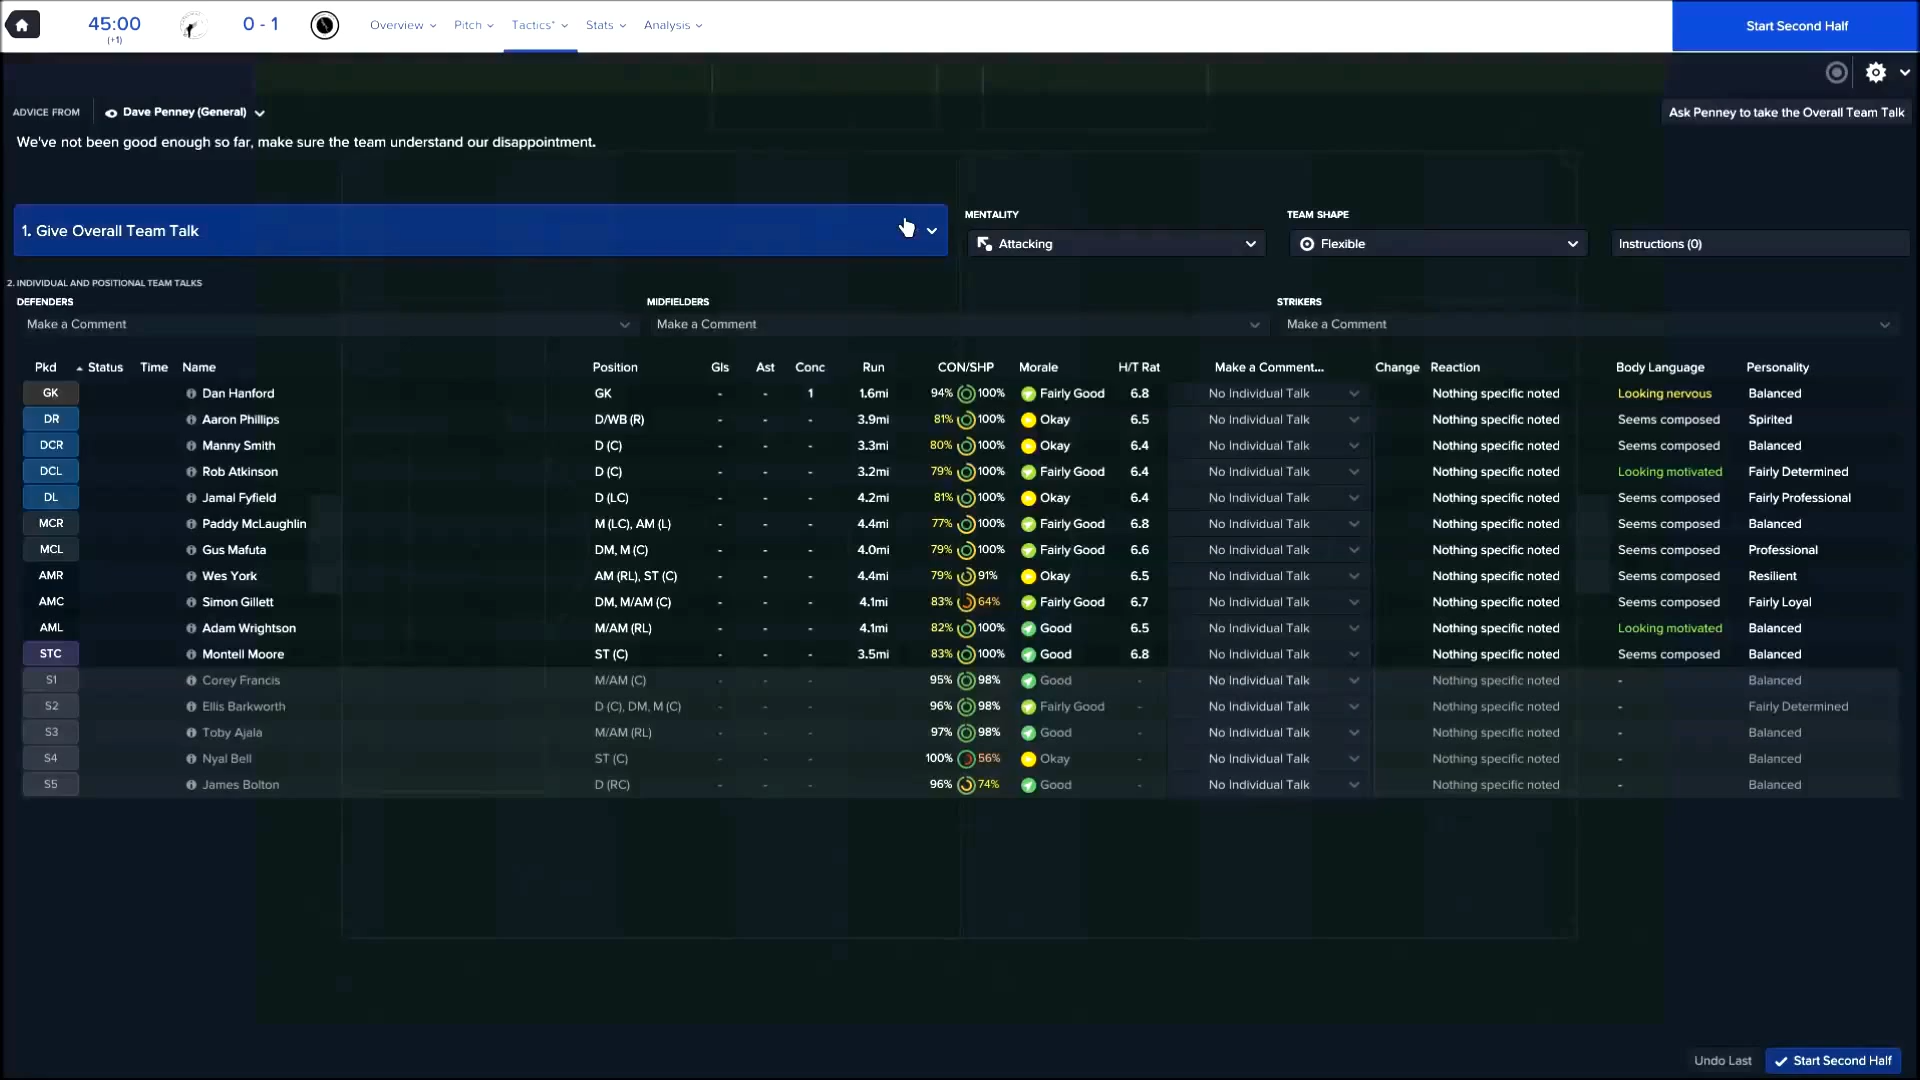 45:00
(+1)
0 - 1
Overview
Pitch
Tactics*
Stats
Analysis
Start Second Half
ADVICE FROM
Dave Penney (General)
Ask Penney to take the Overall Team Talk
We've not been good enough so far, make sure the team understand our disappointment.
1. Give Overall Team Talk
MENTALITY
Attacking
TEAM SHAPE
Flexible
Instructions (0)
2. INDIVIDUAL AND POSITIONAL TEAM TALKS
DEFENDERS
Make a Comment
MIDFIELDERS
Make a Comment
STRIKERS
Make a Comment
Pkd Status Time Name Position Gls Ast Conc Run CON/SHP Morale H/T Rat Make a Comment... Change Reaction Body Language Personality
GK Dan Hanford GK - - 1 1.6mi 94% 100% Fairly Good 6.8 No Individual Talk Nothing specific noted Looking nervous Balanced
DR Aaron Phillips D/WB (R) - - - 3.9mi 81% 100% Okay 6.5 No Individual Talk Nothing specific noted Seems composed Spirited
DCR Manny Smith D (C) - - - 3.3mi 80% 100% Okay 6.4 No Individual Talk Nothing specific noted Seems composed Balanced
DCL Rob Atkinson D (C) - - - 3.2mi 79% 100% Fairly Good 6.4 No Individual Talk Nothing specific noted Looking motivated Fairly Determined
DL Jamal Fyfield D (LC) - - - 4.2mi 81% 100% Okay 6.4 No Individual Talk Nothing specific noted Seems composed Fairly Professional
MCR Paddy McLaughlin M (LC), AM (L) - - - 4.4mi 77% 100% Fairly Good 6.8 No Individual Talk Nothing specific noted Seems composed Balanced
MCL Gus Mafuta DM, M (C) - - - 4.0mi 79% 100% Fairly Good 6.6 No Individual Talk Nothing specific noted Seems composed Professional
AMR Wes York AM (RL), ST (C) - - - 4.4mi 79% 91% Okay 6.5 No Individual Talk Nothing specific noted Seems composed Resilient
AMC Simon Gillett DM, M/AM (C) - - - 4.1mi 83% 64% Fairly Good 6.7 No Individual Talk Nothing specific noted Seems composed Fairly Loyal
AML Adam Wrightson M/AM (RL) - - - 4.1mi 82% 100% Good 6.5 No Individual Talk Nothing specific noted Looking motivated Balanced
STC Montell Moore ST (C) - - - 3.5mi 83% 100% Good 6.8 No Individual Talk Nothing specific noted Seems composed Balanced
S1 Corey Francis M/AM (C) 95% 98% Good - No Individual Talk Nothing specific noted - Balanced
S2 Ellis Barkworth D (C), DM, M (C) 96% 98% Fairly Good - No Individual Talk Nothing specific noted - Fairly Determined
S3 Toby Ajala M/AM (RL) 97% 98% Good - No Individual Talk Nothing specific noted - Balanced
S4 Nyal Bell ST (C) 100% 56% Okay - No Individual Talk Nothing specific noted - Balanced
S5 James Bolton D (RC) 96% 74% Good - No Individual Talk Nothing specific noted - Balanced
Undo Last
Start Second Half